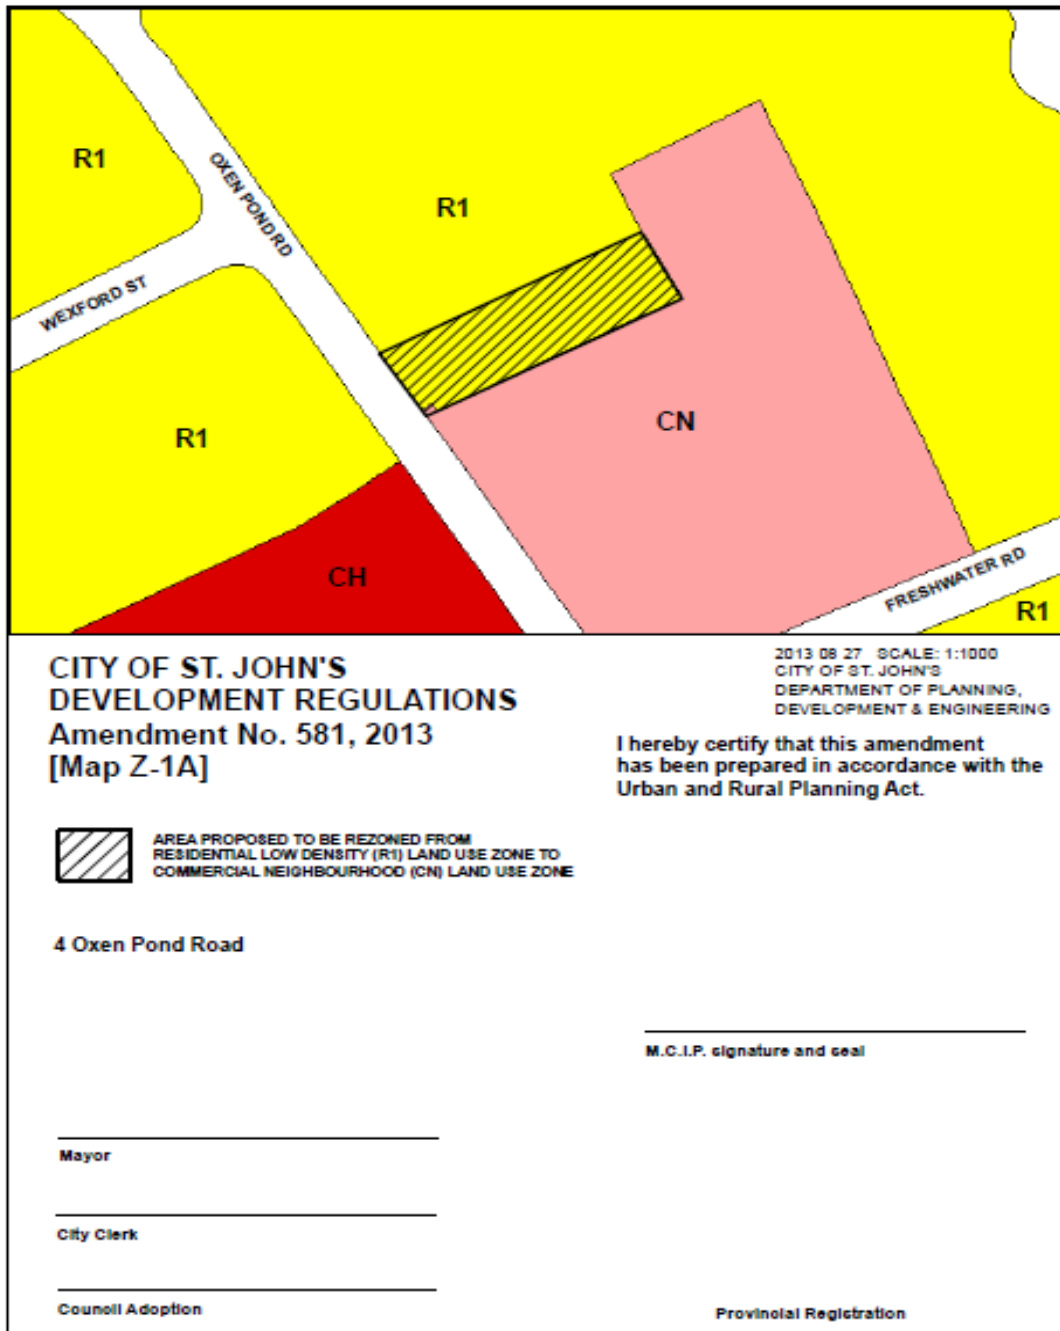 R1
OXEN POND RD
R1
WEXFORD ST
R1
CN
CH
FRESHWATER RD
R1
CITY OF ST. JOHN'S
DEVELOPMENT REGULATIONS
Amendment No. 581, 2013
[Map Z-1A]
2013 08 27 SCALE: 1:1000
CITY OF ST. JOHN'S
DEPARTMENT OF PLANNING,
DEVELOPMENT & ENGINEERING
I hereby certify that this amendment
has been prepared in accordance with the
Urban and Rural Planning Act.
AREA PROPOSED TO BE REZONED FROM
RESIDENTIAL LOW DENSITY (R1) LAND USE ZONE TO
COMMERCIAL NEIGHBOURHOOD (CN) LAND USE ZONE
4 Oxen Pond Road
M.C.I.P. signature and seal
Mayor
City Clerk
Council Adoption
Provincial Registration